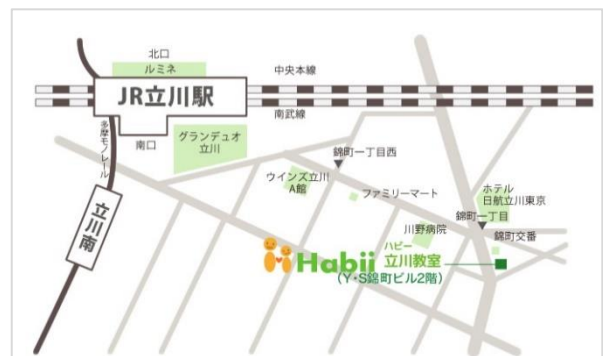 北口
ルミネ
JR立川駅
中央本線
南武線
南口
グランデュオ
立川
多摩モノレール
立川南
錦町一丁目西
ウインズ立川
A館
ファミリーマート
ホテル
日航立川東京
錦町一丁目
川野病院
錦町交番
Habii
ハビー
立川教室
(Y・S錦町ビル2階)